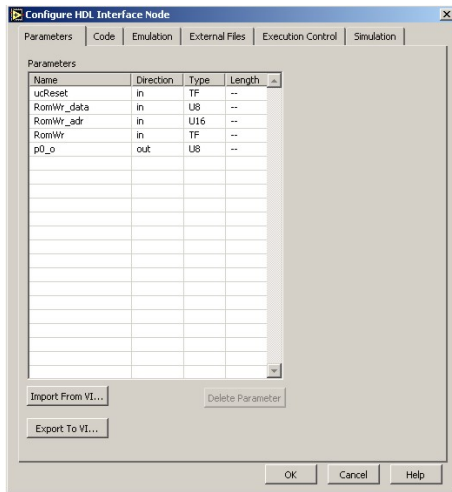 Configure HDL Interface Node
Parameters Code Emulation External Files Execution Control Simulation
Parameters
Name Direction Type Length
ucReset in TF --
RomWr_data in U8 --
RomWr_adr in U16 --
RomWr in TF --
p0_o out U8 --
Import From VI... Delete Parameter
Export To VI...
OK Cancel Help